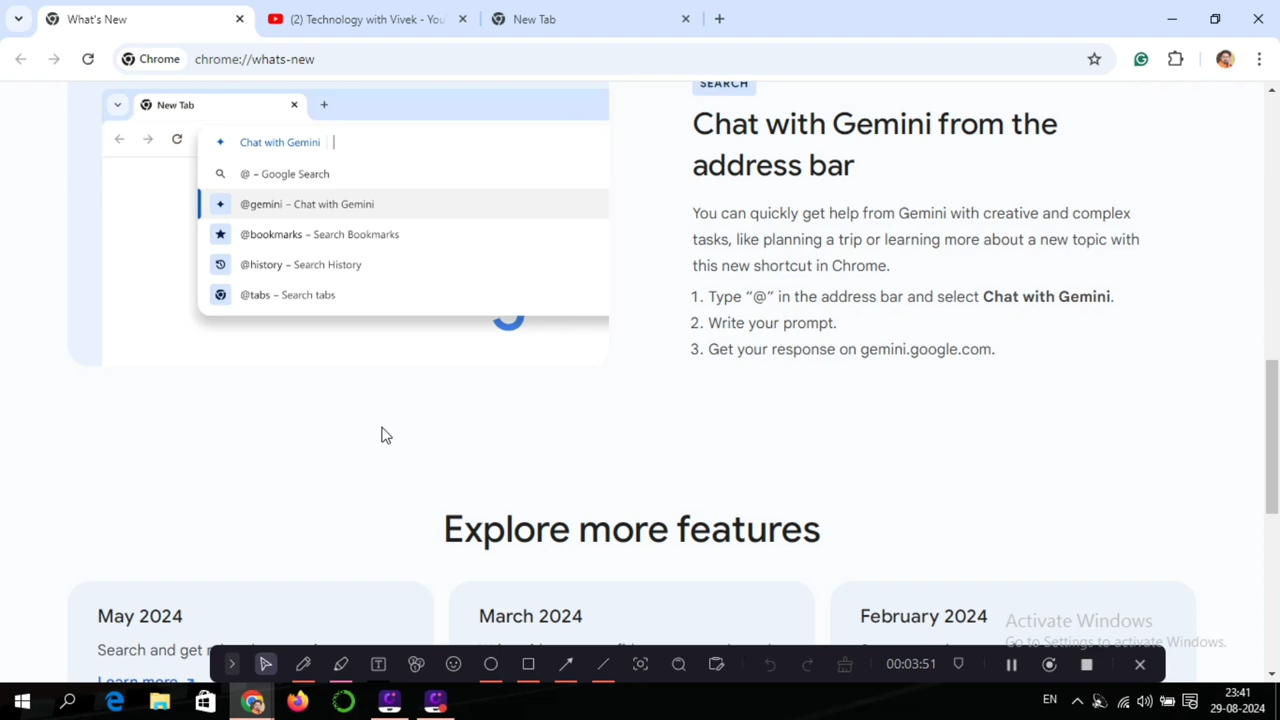 What's New
(2) Technology with Vivek - You
New Tab
Chrome
chrome://whats-new
New Tab
Chat with Gemini
@ – Google Search
@gemini – Chat with Gemini
@bookmarks – Search Bookmarks
@history – Search History
@tabs – Search tabs
SEARCH
Chat with Gemini from the
address bar
You can quickly get help from Gemini with creative and complex
tasks, like planning a trip or learning more about a new topic with
this new shortcut in Chrome.
1. Type “@” in the address bar and select Chat with Gemini.
2. Write your prompt.
3. Get your response on gemini.google.com.
Explore more features
May 2024
Search and get
Learn more
March 2024
February 2024
Activate Windows
Go to Settings to activate Windows.
00:03:51
EN
23:41
29-08-2024